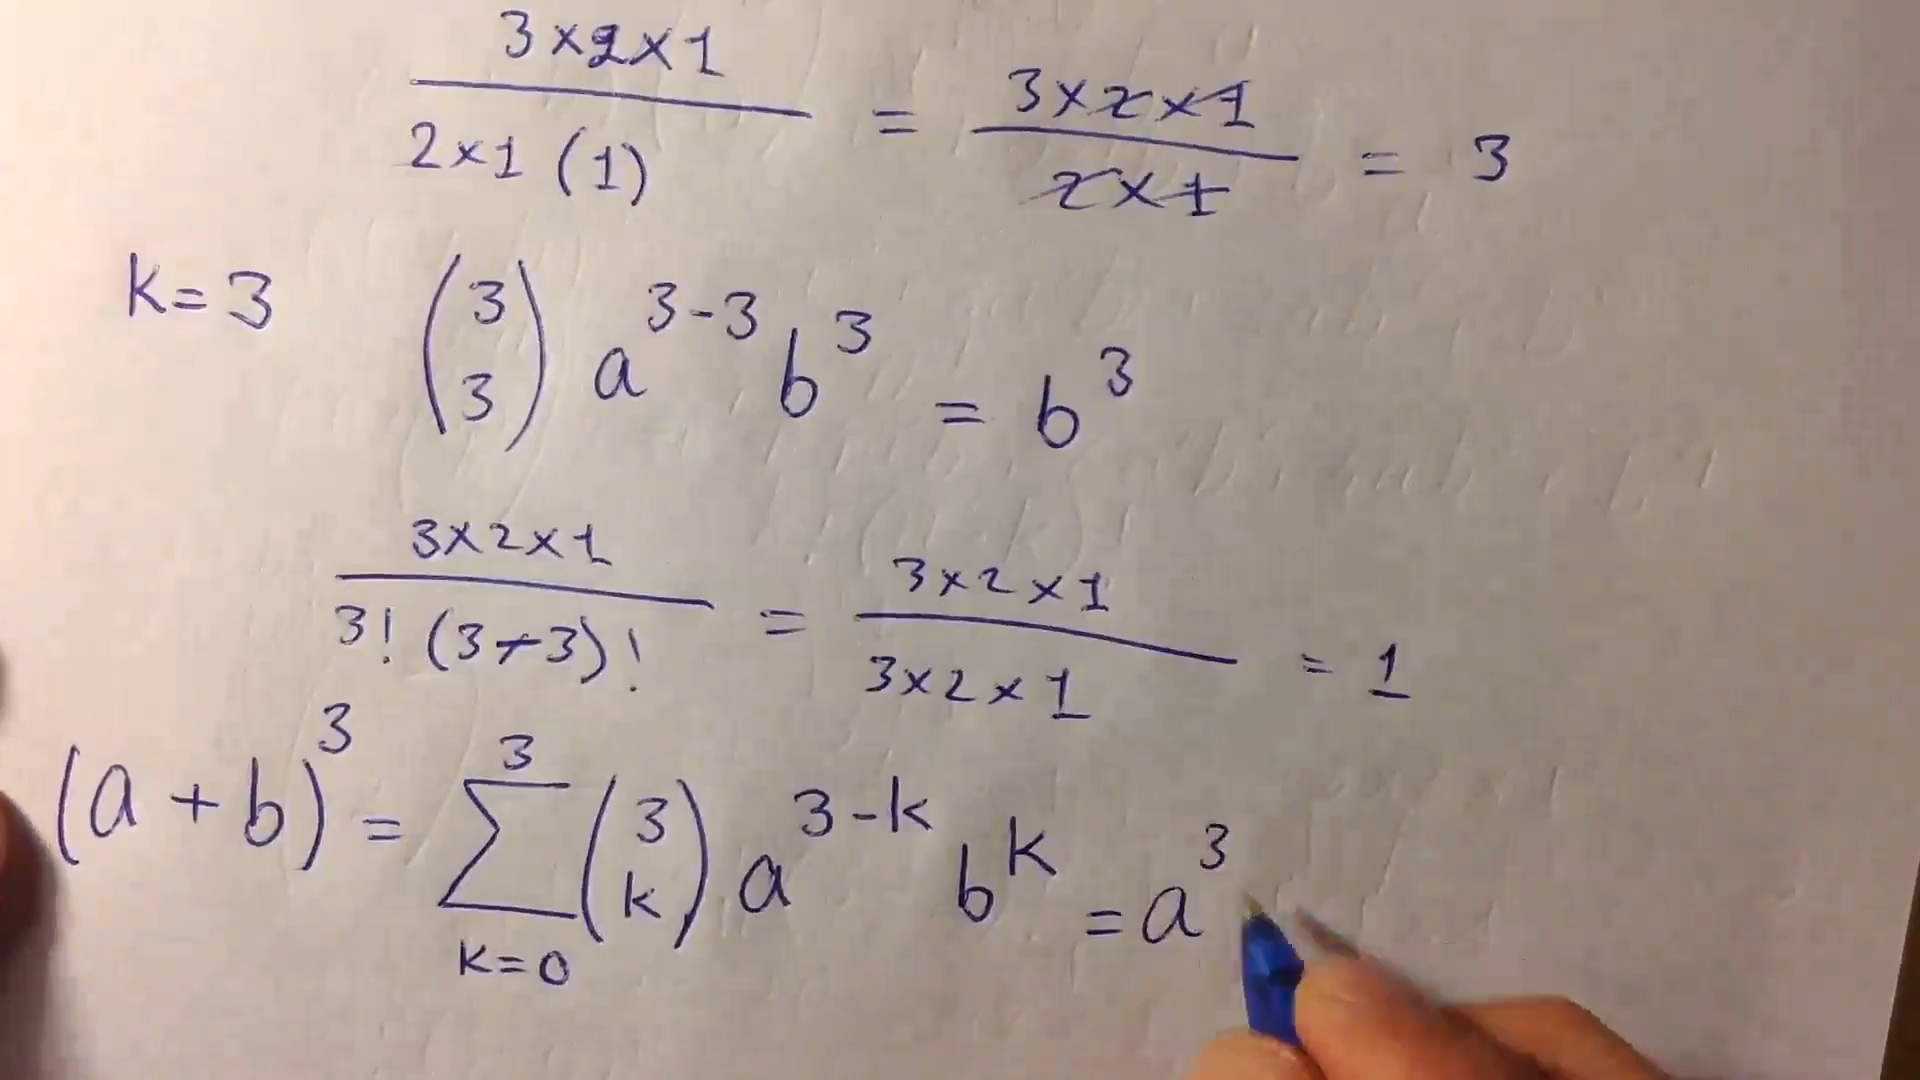 3×2×1 / 2×1 (1) = 3×2×1 / 2×1 = 3
k=3 (3 3) a^3-3 b^3 = b^3
3×2×1 / 3! (3-3)! = 3×2×1 / 3×2×1 = 1
(a + b)^3 = 3 Σ k=0 (3 k) a^3-k b^k = a^3